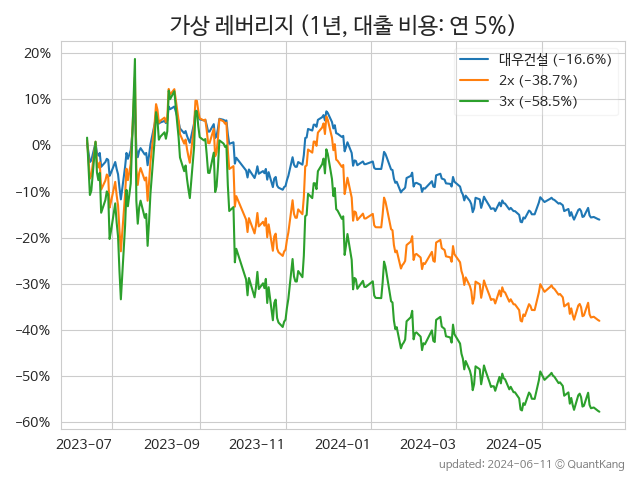 가상 레버리지 (1년, 대출 비용: 연 5%)
대우건설 (−16.6%)
2x (−38.7%)
3x (−58.5%)
20%
10%
0%
−10%
−20%
−30%
−40%
−50%
−60%
2023-07 2023-09 2023-11 2024-01 2024-03 2024-05
updated: 2024-06-11 © QuantKang